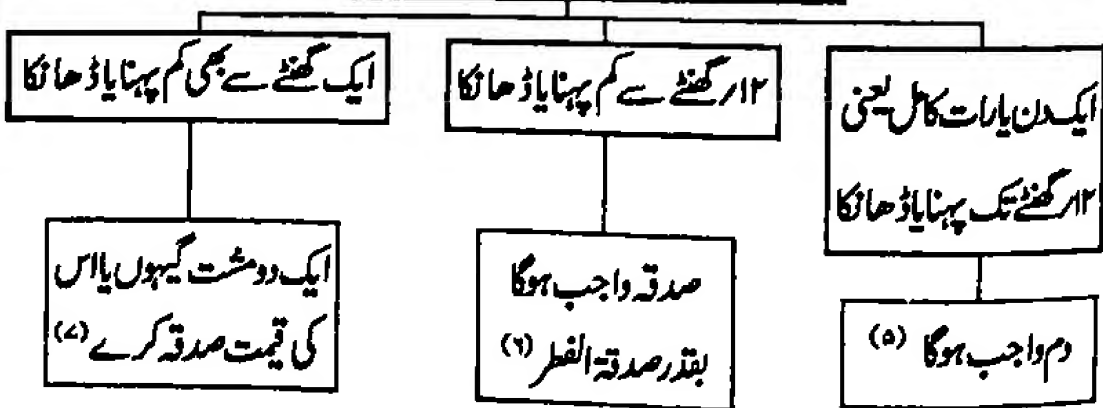 ایک دن یا رات کامل یعنی
۱۲؍ گھنٹے تک پہنا یا ڈھانکا
۱۲؍ گھنٹے سے کم پہنا یا ڈھانکا
ایک گھنٹے سے بھی کم پہنا یا ڈھانکا
دم واجب ہوگا (۵)
صدقہ واجب ہوگا
بقدر صدقۃ الفطر (۶)
ایک دو مشت گیہوں یا اس
کی قیمت صدقہ کرے (۷)